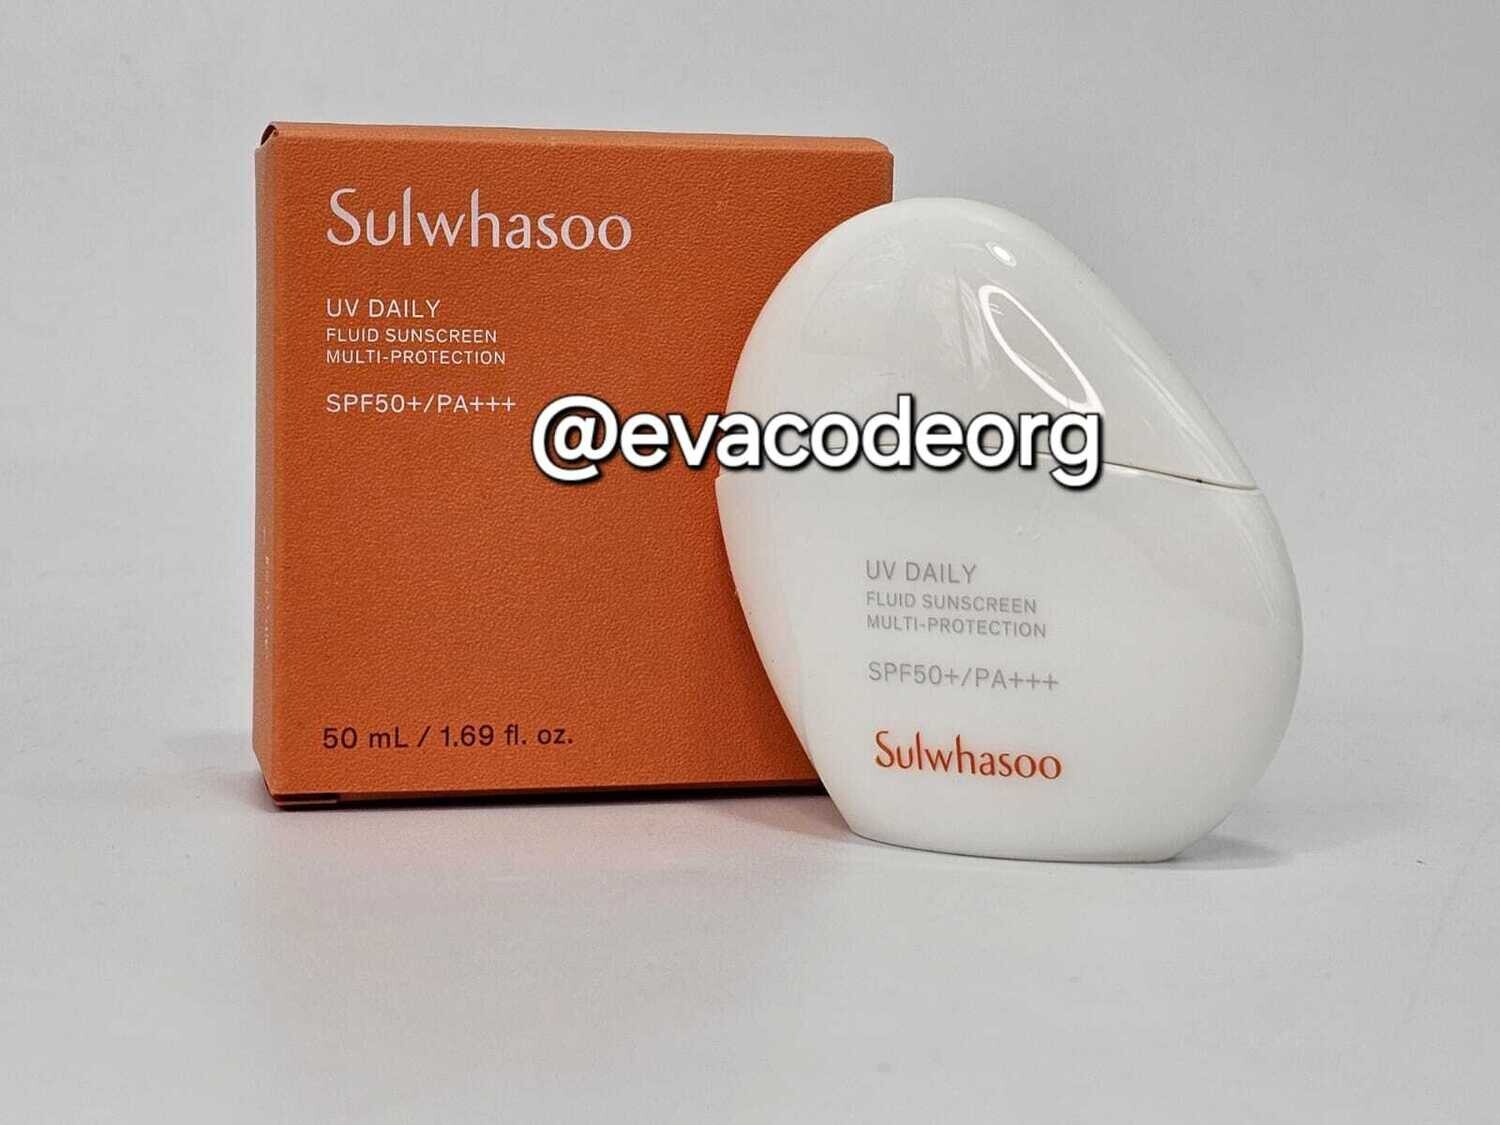 Sulwhasoo
UV DAILY
FLUID SUNSCREEN
MULTI-PROTECTION
SPF50+/PA+++
50 mL / 1.69 fl. oz.
@evacodeorg
UV DAILY
FLUID SUNSCREEN
MULTI-PROTECTION
SPF50+/PA+++
Sulwhasoo